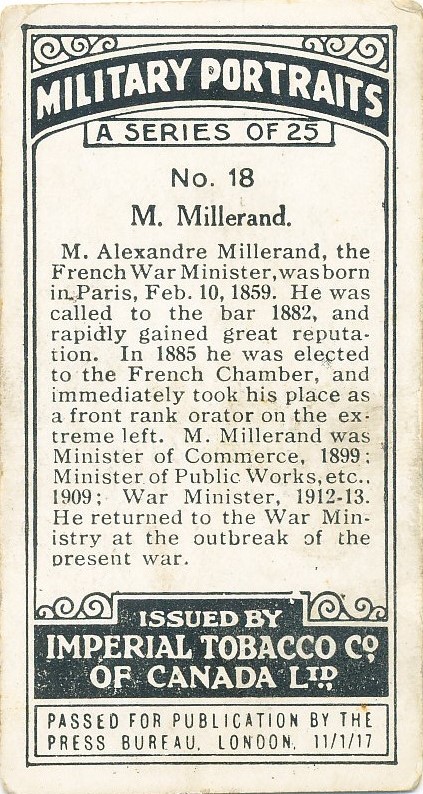 MILITARY PORTRAITS
A SERIES OF 25
No. 18
M. Millerand.
M. Alexandre Millerand, the
French War Minister, was born
in Paris, Feb. 10, 1859. He was
called to the bar 1882, and
rapidly gained great reputa-
tion. In 1885 he was elected
to the French Chamber, and
immediately took his place as
a front rank orator on the ex-
treme left. M. Millerand was
Minister of Commerce, 1899;
Minister of Public Works, etc.,
1909; War Minister, 1912-13.
He returned to the War Min-
istry at the outbreak of the
present war.
ISSUED BY
IMPERIAL TOBACCO Co.
OF CANADA LTD.
PASSED FOR PUBLICATION BY THE
PRESS BUREAU, LONDON, 11/1/17